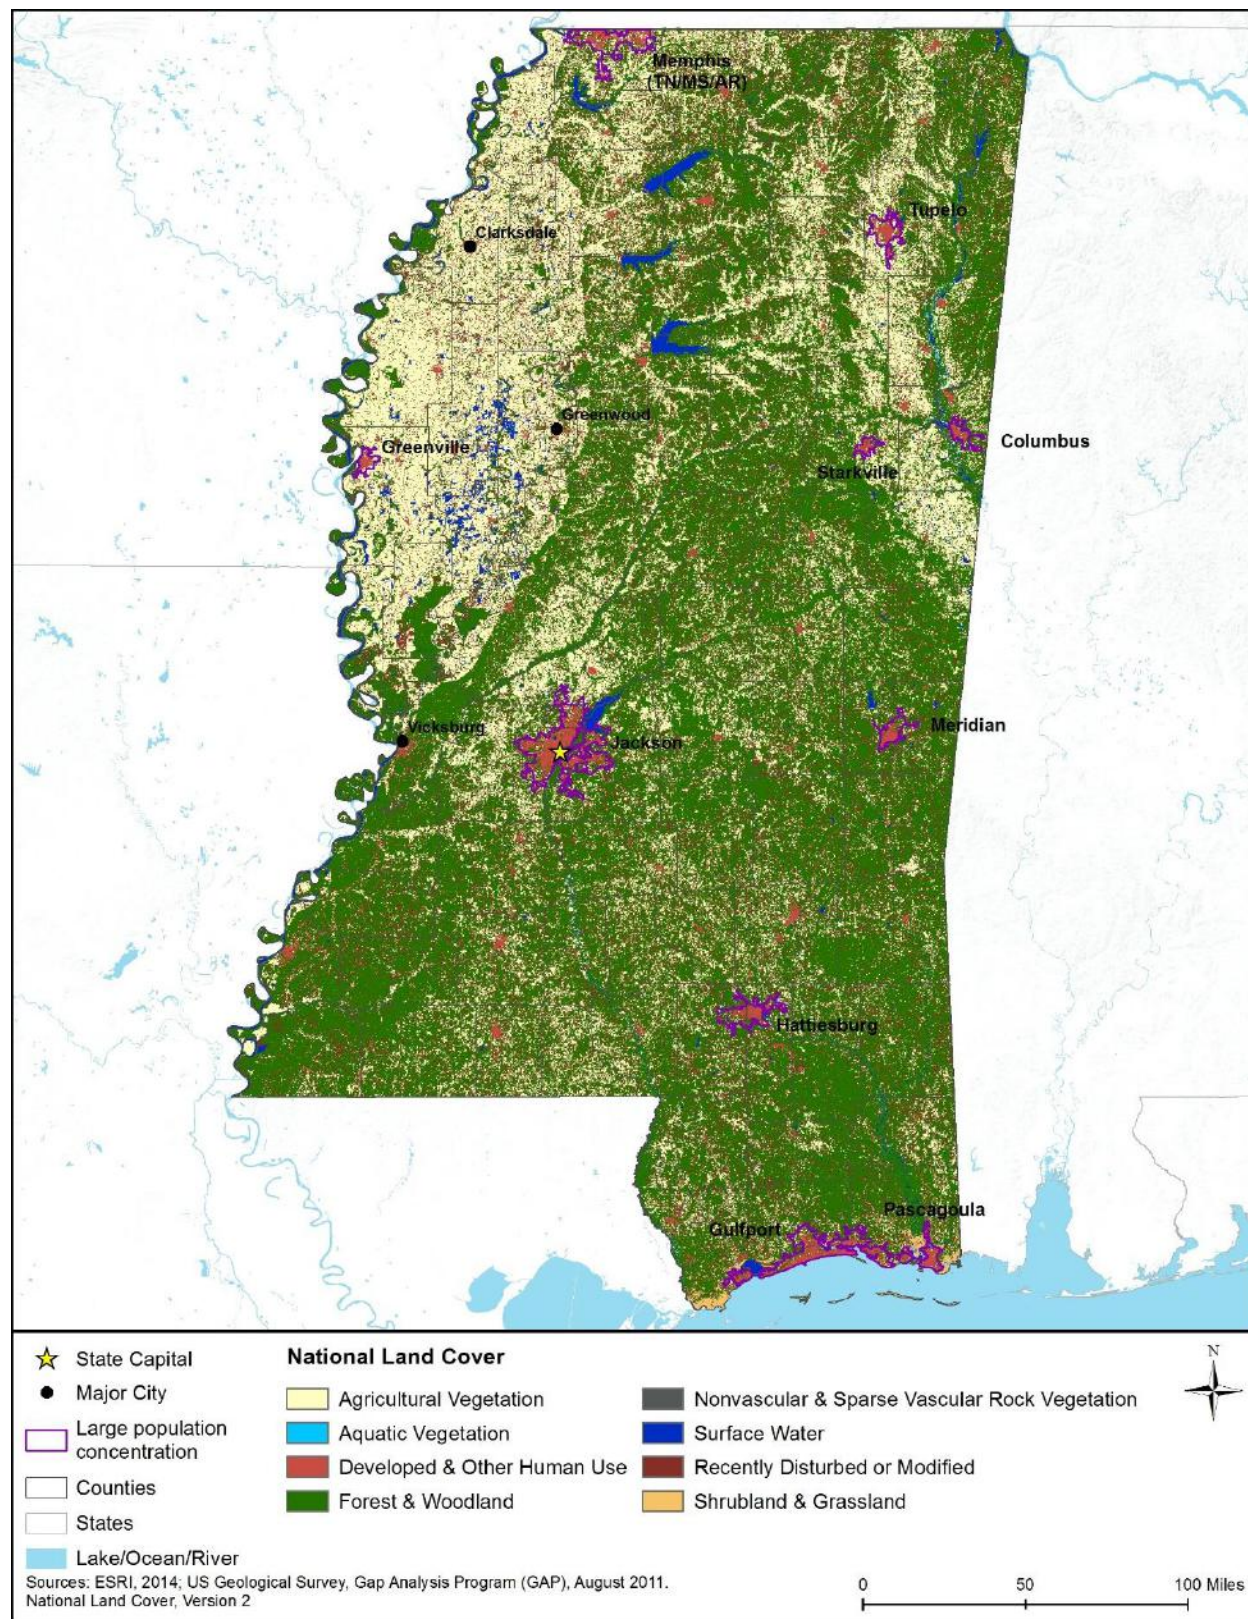 Memphis
(TN/MS/AR)
Tupelo
Clarksdale
Greenwood
Greenville
Columbus
Starkville
Vicksburg
Jackson
Meridian
Hattiesburg
Pascagoula
Gulfport
State Capital
Major City
Large population
concentration
Counties
States
Lake/Ocean/River
National Land Cover
Agricultural Vegetation
Aquatic Vegetation
Developed & Other Human Use
Forest & Woodland
Nonvascular & Sparse Vascular Rock Vegetation
Surface Water
Recently Disturbed or Modified
Shrubland & Grassland
N
Sources: ESRI, 2014; US Geological Survey, Gap Analysis Program (GAP), August 2011.
National Land Cover, Version 2
0 50 100 Miles